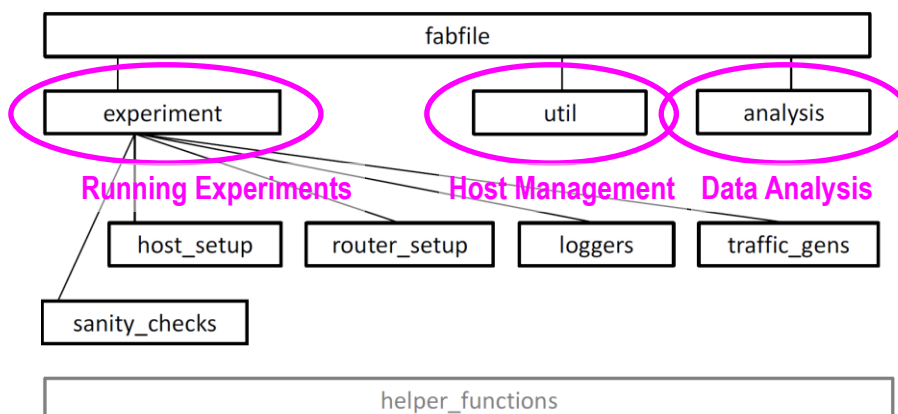 fabfile
experiment
util
analysis
Running Experiments
Host Management
Data Analysis
host_setup
router_setup
loggers
traffic_gens
sanity_checks
helper_functions